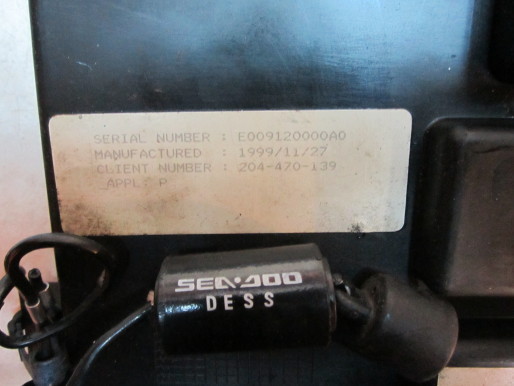 SERIAL NUMBER : E009120000A0
MANUFACTURED : 1999/11/27
CLIENT NUMBER : 204-470-139
APPL P
SEA•DOO
DESS